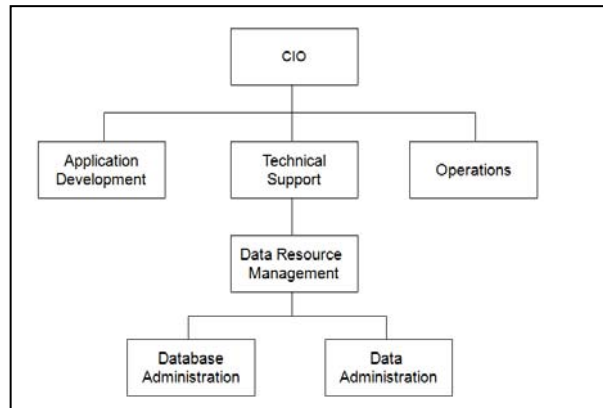 CIO
Application
Development
Technical
Support
Operations
Data Resource
Management
Database
Administration
Data
Administration